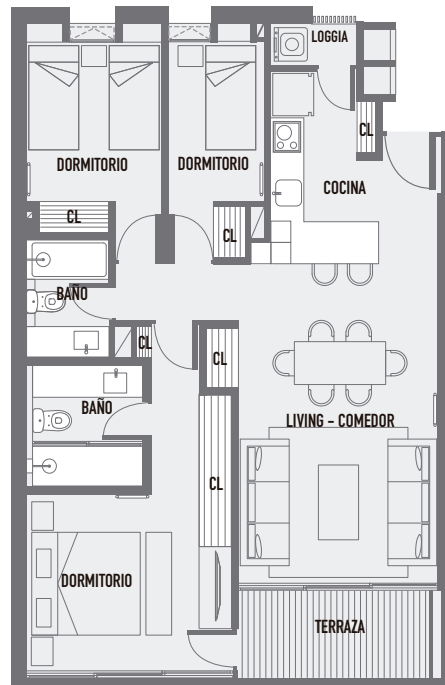 LOGGIA
DORMITORIO
DORMITORIO
COCINA
CL
CL
CL
BAÑO
CL
CL
BAÑO
LIVING - COMEDOR
CL
DORMITORIO
TERRAZA